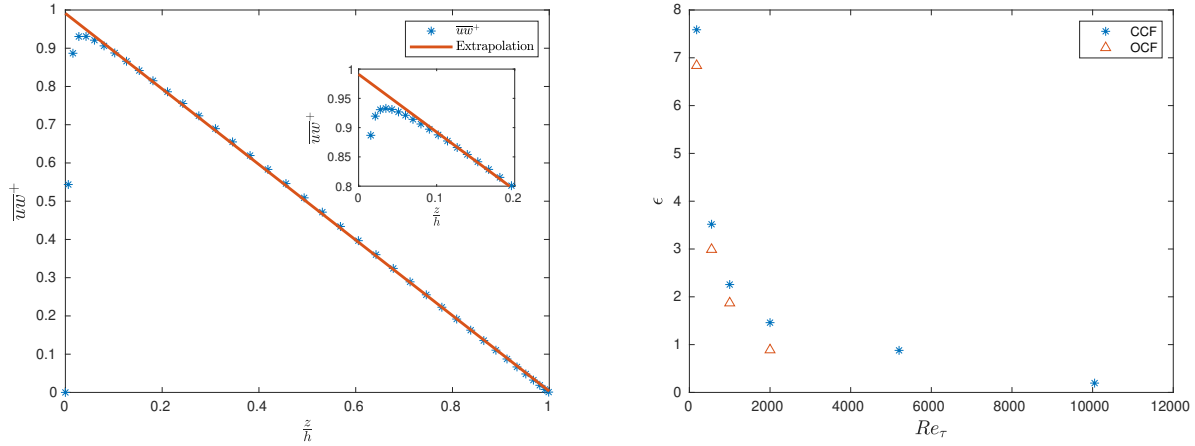 1
0.9
0.8
0.7
0.6
0.5
0.4
0.3
0.2
0.1
0
0 0.2 0.4 0.6 0.8 1
z/h
uw⁺
uw⁺
Extrapolation
1
0.95
0.9
0.85
0.8
0 0.1 0.2
z/h
uw⁺
8
7
6
5
4
3
2
1
0
0 2000 4000 6000 8000 10000 12000
Re_τ
ϵ
CCF
OCF